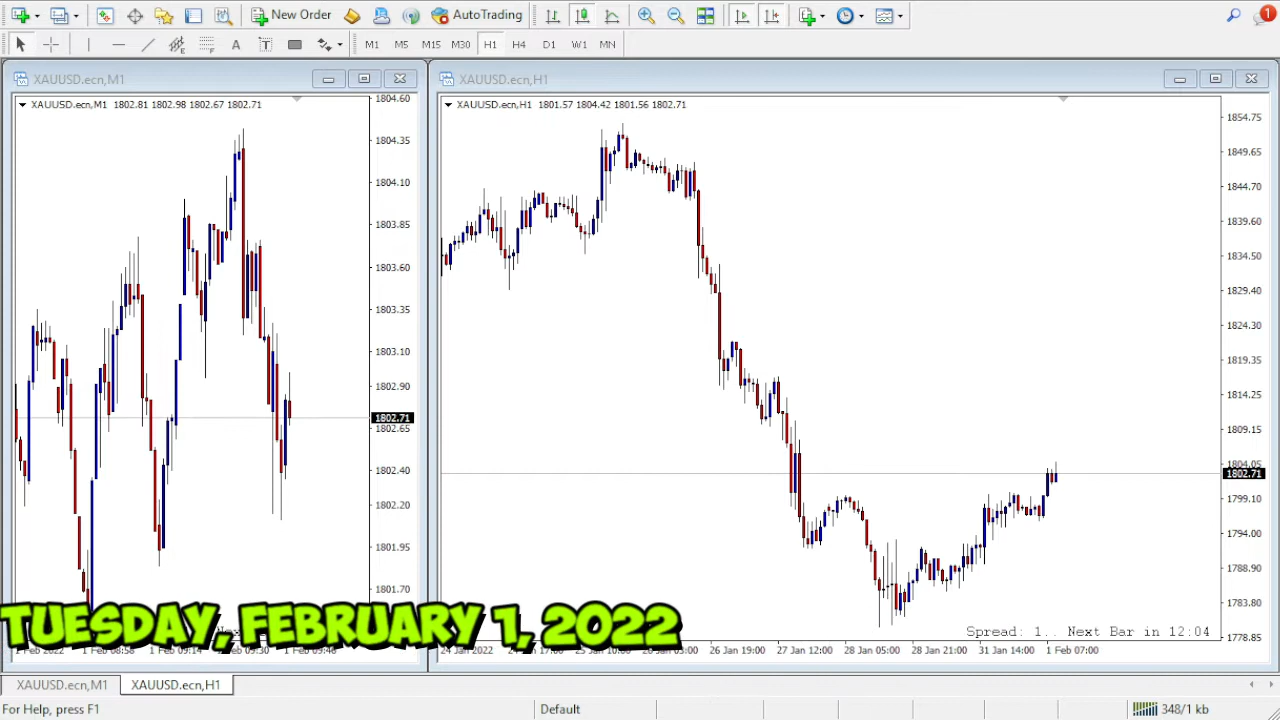 New Order
AutoTrading
1
A
T
M1 M5 M15 M30 H1 H4 D1 W1 MN
XAUUSD.ecn,M1
XAUUSD.ecn,M1 1802.81 1802.98 1802.67 1802.71
1804.60
1804.35
1804.10
1803.85
1803.60
1803.35
1803.10
1802.90
1802.71
1802.65
1802.40
1802.20
1801.95
1801.70
XAUUSD.ecn,H1
XAUUSD.ecn,H1 1801.57 1804.42 1801.56 1802.71
1854.75
1849.65
1844.70
1839.60
1834.50
1829.40
1824.30
1819.35
1814.25
1809.15
1804.05
1802.71
1799.10
1794.00
1788.90
1783.80
1778.85
Spread: 1.. Next Bar in 12:04
TUESDAY, FEBRUARY 1, 2022
26 Jan 19:00 27 Jan 12:00 28 Jan 05:00 28 Jan 21:00 31 Jan 14:00 1 Feb 07:00
XAUUSD.ecn,M1 XAUUSD.ecn,H1
For Help, press F1
Default
348/1 kb